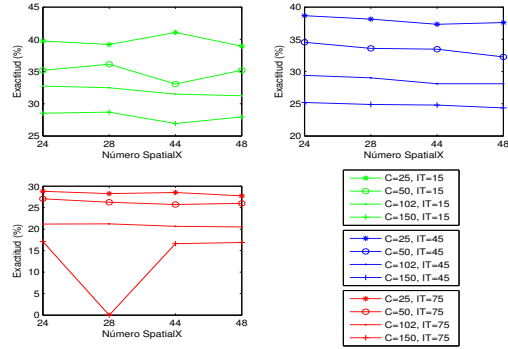 45
40
35
30
25
Exactitud (%)
24 28 44 48
Número SpatialX
40
35
30
25
20
Exactitud (%)
24 28 44 48
Número SpatialX
30
25
20
15
10
5
0
Exactitud (%)
24 28 44 48
Número SpatialX
C=25, IT=15
C=50, IT=15
C=102, IT=15
C=150, IT=15
C=25, IT=45
C=50, IT=45
C=102, IT=45
C=150, IT=45
C=25, IT=75
C=50, IT=75
C=102, IT=75
C=150, IT=75